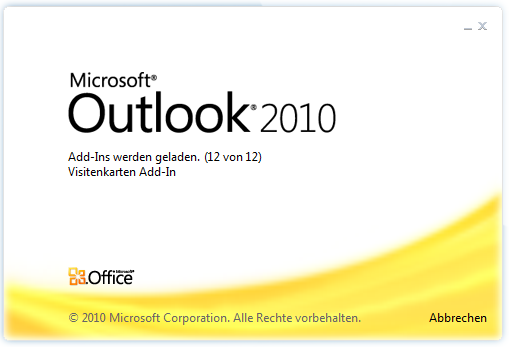 Microsoft®
Outlook® 2010
Add-Ins werden geladen. (12 von 12)
Visitenkarten Add-In
Microsoft®
Office
© 2010 Microsoft Corporation. Alle Rechte vorbehalten.
Abbrechen